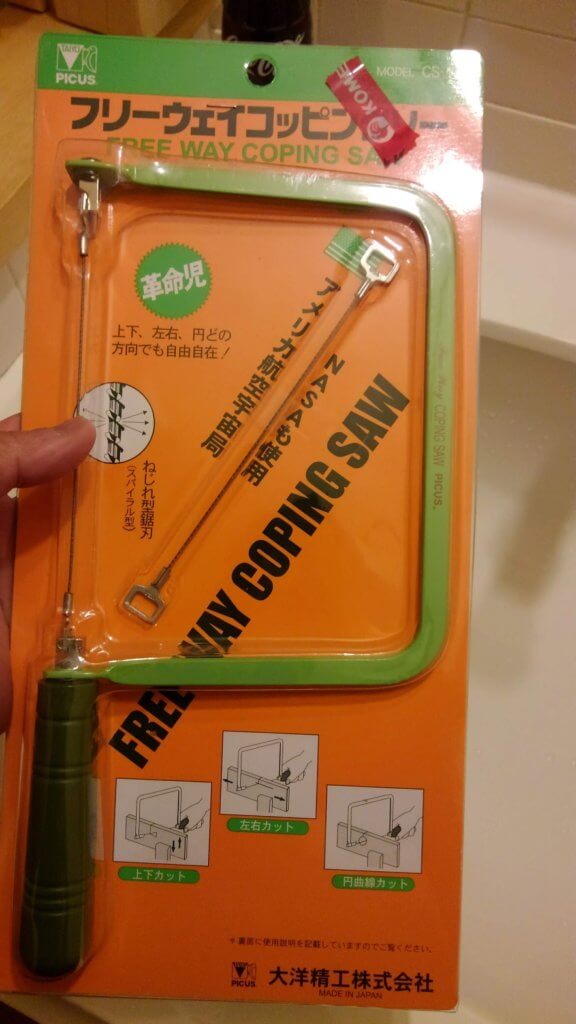 TAIYO
PICUS
MODEL CS
KOME
フリーウェイコッピン
FREE WAY COPING SAW
革命児
上下、左右、円どの
方向でも自由自在!
NASAも使用
アメリカ航空宇宙局
ねじれ型鋸刃
(スパイラル型)
FREE WAY COPING SAW
Free Way COPING SAW PICUS
左右カット
上下カット
円曲線カット
*裏面に使用説明を記載していますのでご覧ください。
PICUS 大洋精工株式会社
MADE IN JAPAN